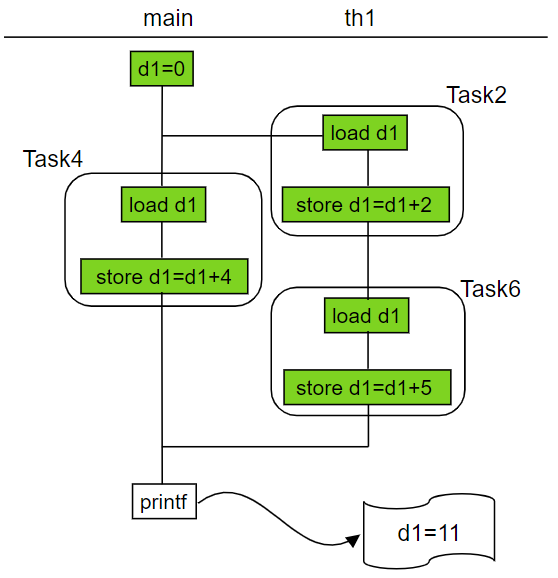 main th1
d1=0
Task2
load d1
Task4
load d1
store d1=d1+2
store d1=d1+4
Task6
load d1
store d1=d1+5
printf
d1=11